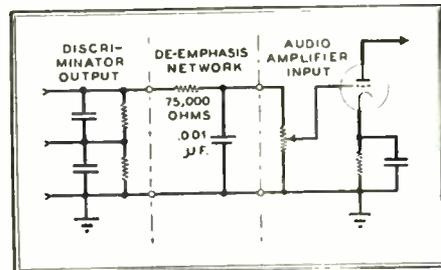 DISCRI-
MINATOR
OUTPUT
DE-EMPHASIS
NETWORK
75,000
OHMS
.001
µF.
AUDIO
AMPLIFIER
INPUT